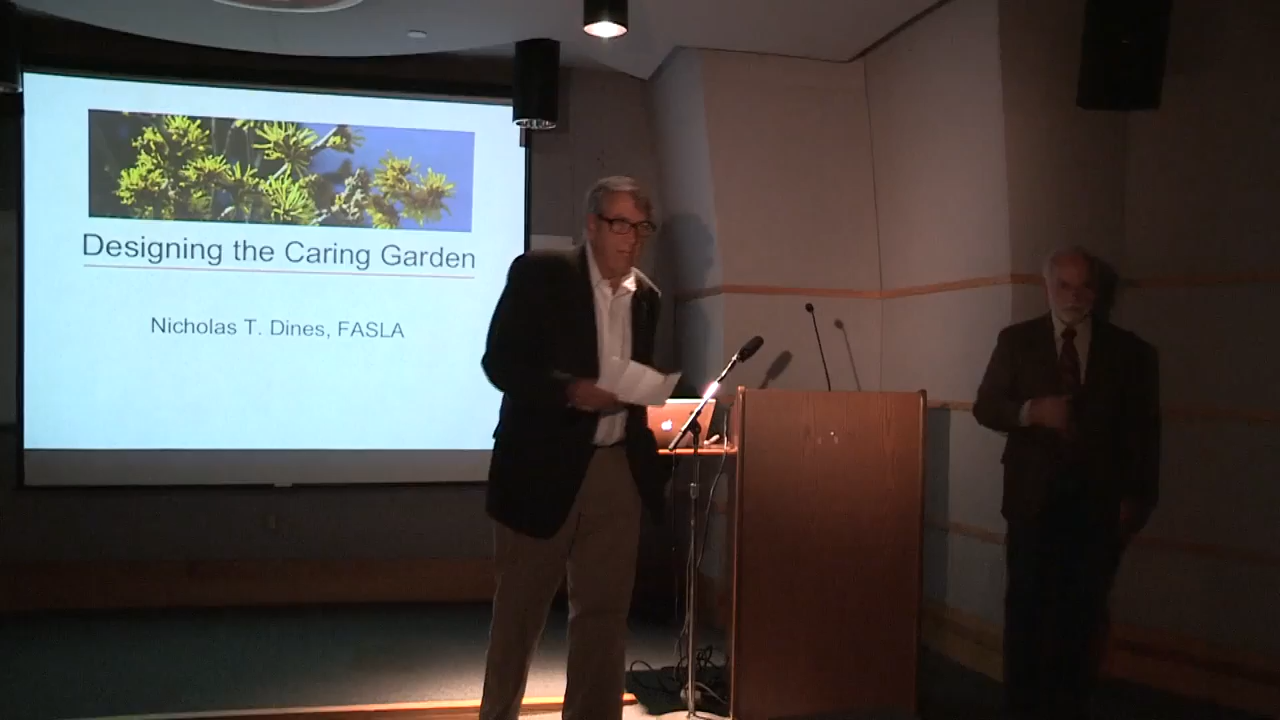 Designing the Caring Garden
Nicholas T. Dines, FASLA